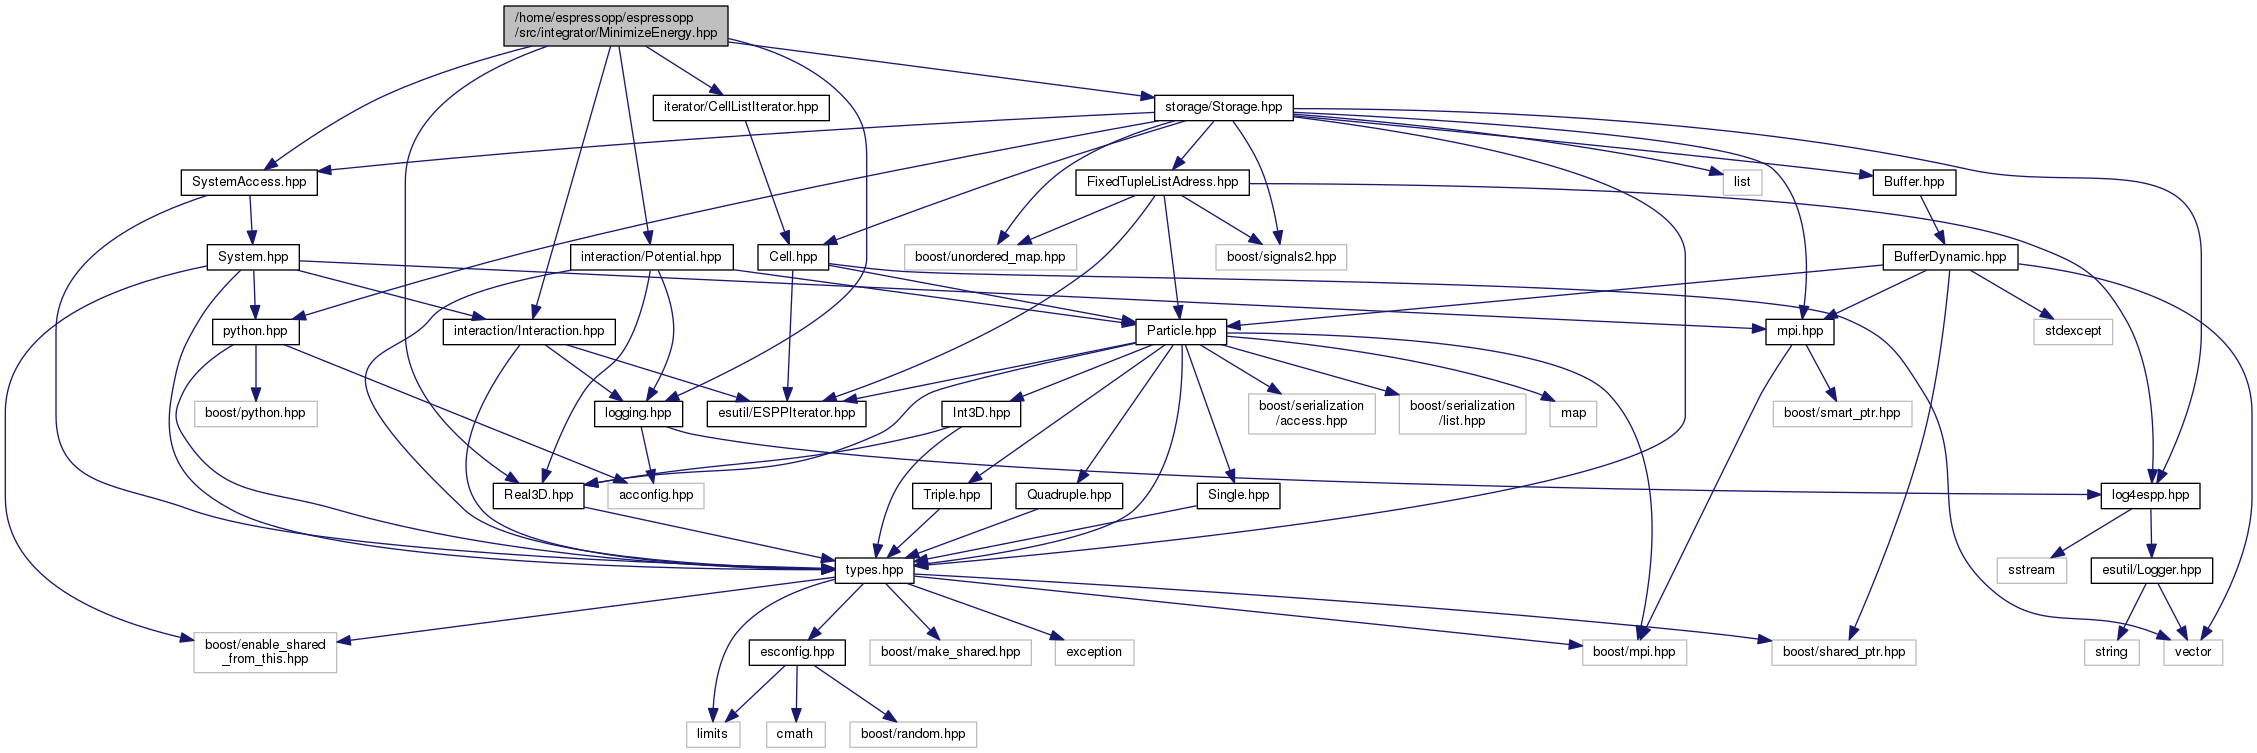 /home/espressopp/espressopp
/src/integrator/MinimizeEnergy.hpp
iterator/CellListIterator.hpp
storage/Storage.hpp
SystemAccess.hpp
FixedTupleListAdress.hpp
list
Buffer.hpp
System.hpp
interaction/Potential.hpp
Cell.hpp
boost/unordered_map.hpp
boost/signals2.hpp
BufferDynamic.hpp
python.hpp
interaction/Interaction.hpp
Particle.hpp
mpi.hpp
stdexcept
boost/python.hpp
logging.hpp
esutil/ESPPIterator.hpp
Int3D.hpp
boost/serialization
/access.hpp
boost/serialization
/list.hpp
map
boost/smart_ptr.hpp
Real3D.hpp
acconfig.hpp
Triple.hpp
Quadruple.hpp
Single.hpp
log4espp.hpp
types.hpp
sstream
esutil/Logger.hpp
boost/enable_shared
_from_this.hpp
esconfig.hpp
boost/make_shared.hpp
exception
boost/mpi.hpp
boost/shared_ptr.hpp
string
vector
limits
cmath
boost/random.hpp